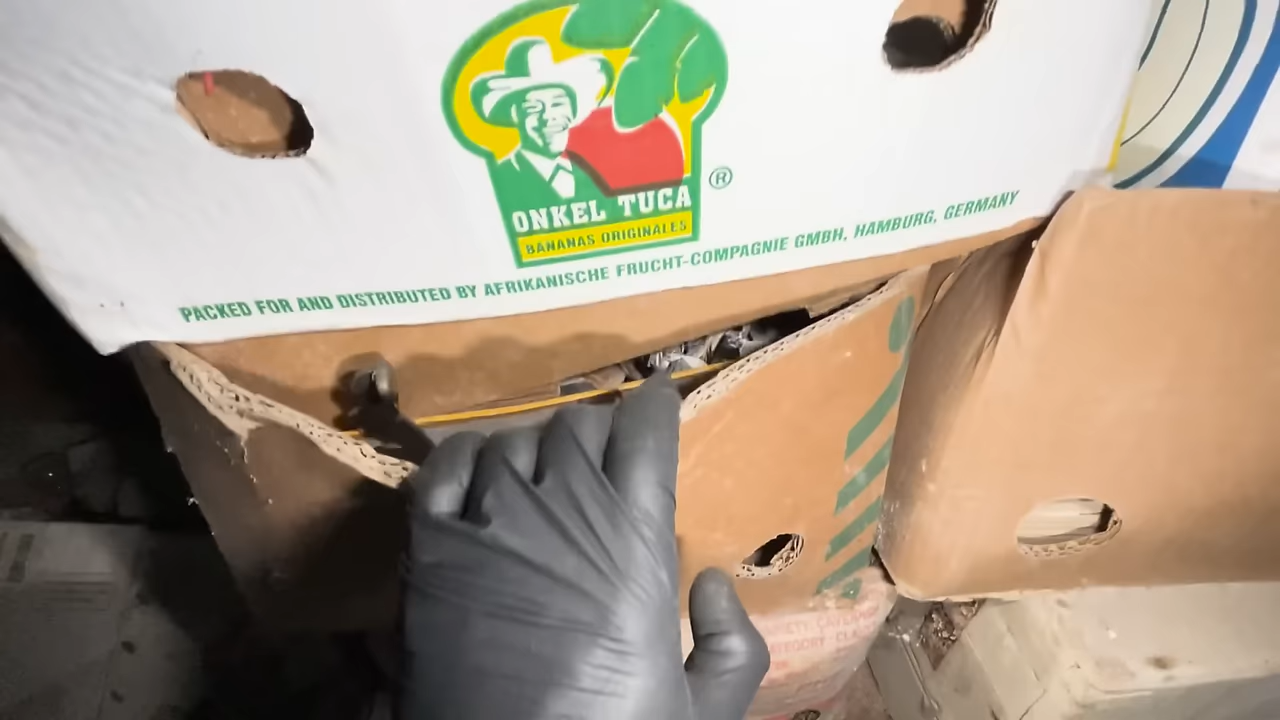 ONKEL TUCA
BANANAS ORIGINALES
®
PACKED FOR AND DISTRIBUTED BY AFRIKANISCHE FRUCHT-COMPAGNIE GMBH, HAMBURG, GERMANY